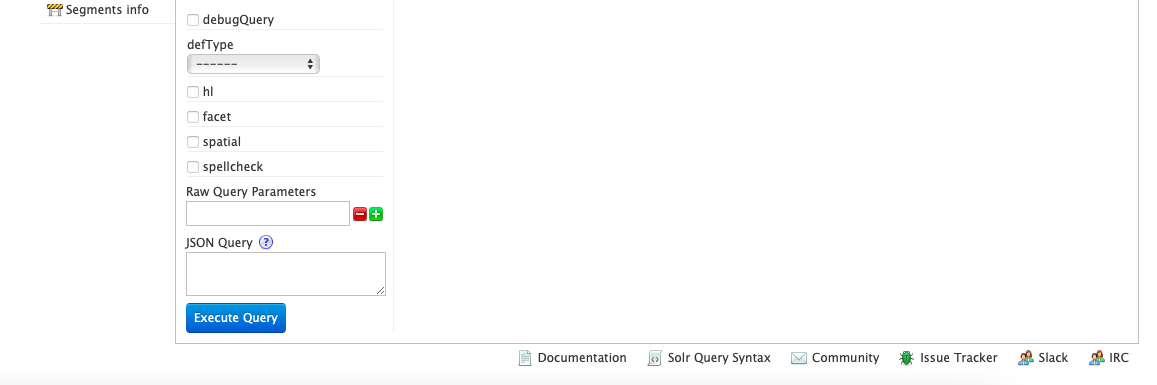 Segments info
debugQuery
defType
------
hl
facet
spatial
spellcheck
Raw Query Parameters
JSON Query ?
Execute Query
Documentation Solr Query Syntax Community Issue Tracker Slack IRC